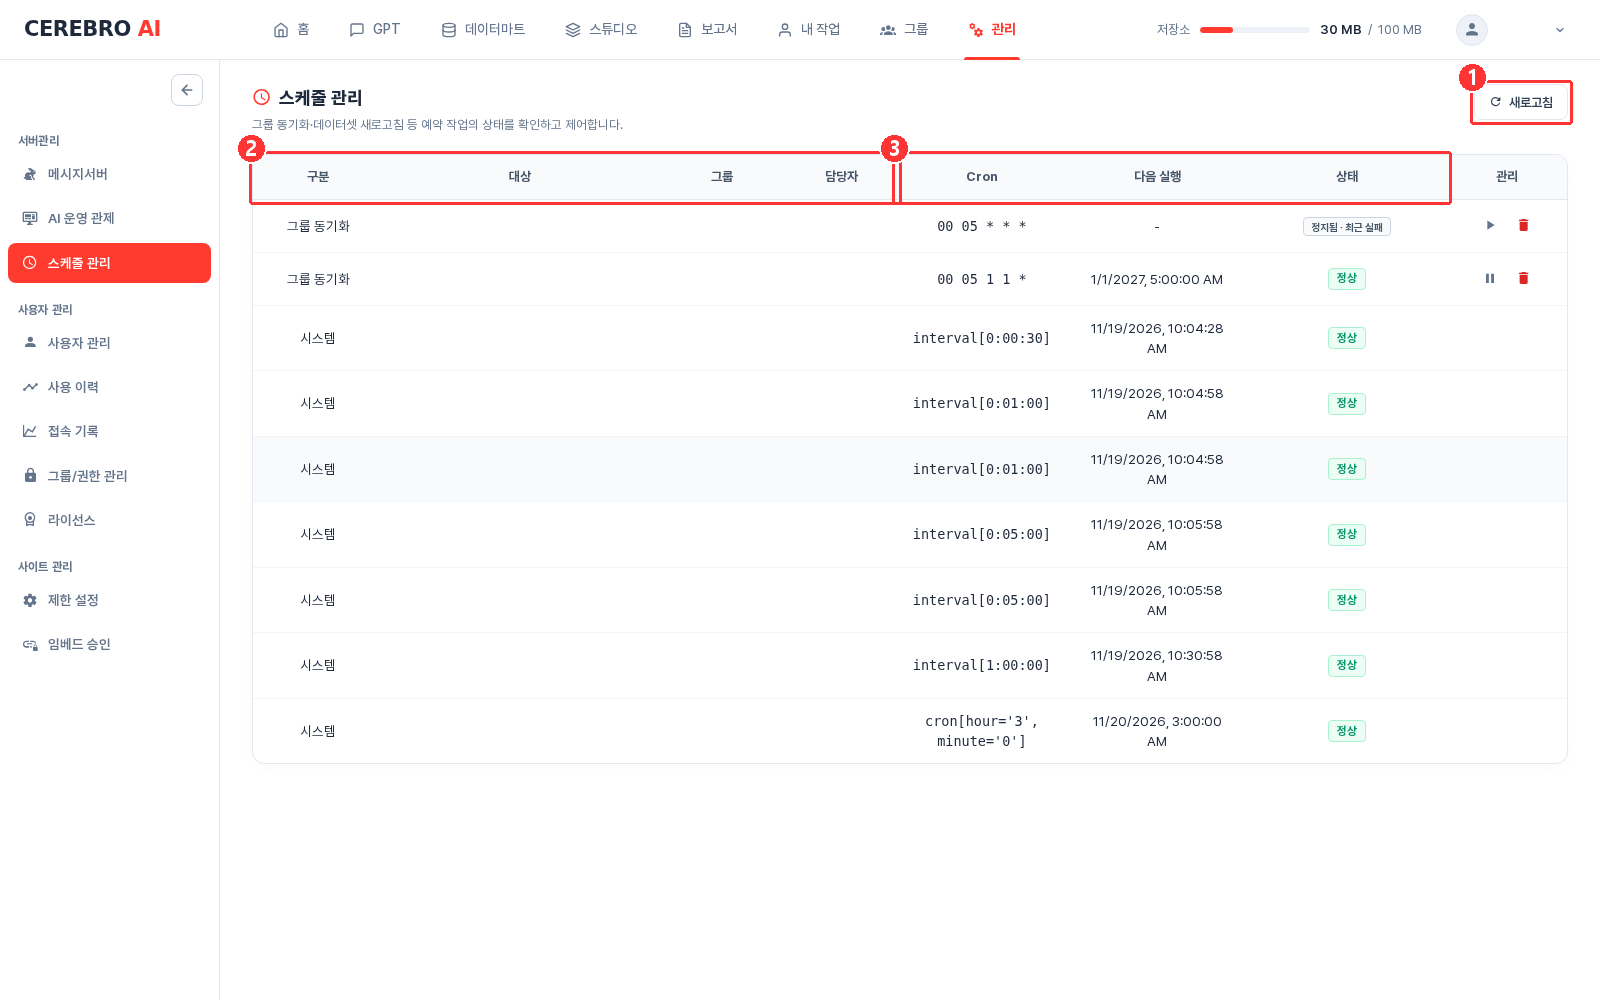 CEREBRO AI
홈
GPT
데이터마트
스튜디오
보고서
내 작업
그룹
관리
저장소
30 MB / 100 MB
서버관리
메시지서버
AI 운영 관제
스케줄 관리
사용자 관리
사용자 관리
사용 이력
접속 기록
그룹/권한 관리
라이선스
사이트 관리
제한 설정
임베드 승인
스케줄 관리
그룹 동기화·데이터셋 새로고침 등 예약 작업의 상태를 확인하고 제어합니다.
1
새로고침
2
3
구분 대상 그룹 담당자 Cron 다음 실행 상태 관리
그룹 동기화 00 05 * * * - 정지됨 · 최근 실패
그룹 동기화 00 05 1 1 * 1/1/2027, 5:00:00 AM 정상
시스템 interval[0:00:30] 11/19/2026, 10:04:28 AM 정상
시스템 interval[0:01:00] 11/19/2026, 10:04:58 AM 정상
시스템 interval[0:01:00] 11/19/2026, 10:04:58 AM 정상
시스템 interval[0:05:00] 11/19/2026, 10:05:58 AM 정상
시스템 interval[0:05:00] 11/19/2026, 10:05:58 AM 정상
시스템 interval[1:00:00] 11/19/2026, 10:30:58 AM 정상
시스템 cron[hour='3', minute='0'] 11/20/2026, 3:00:00 AM 정상